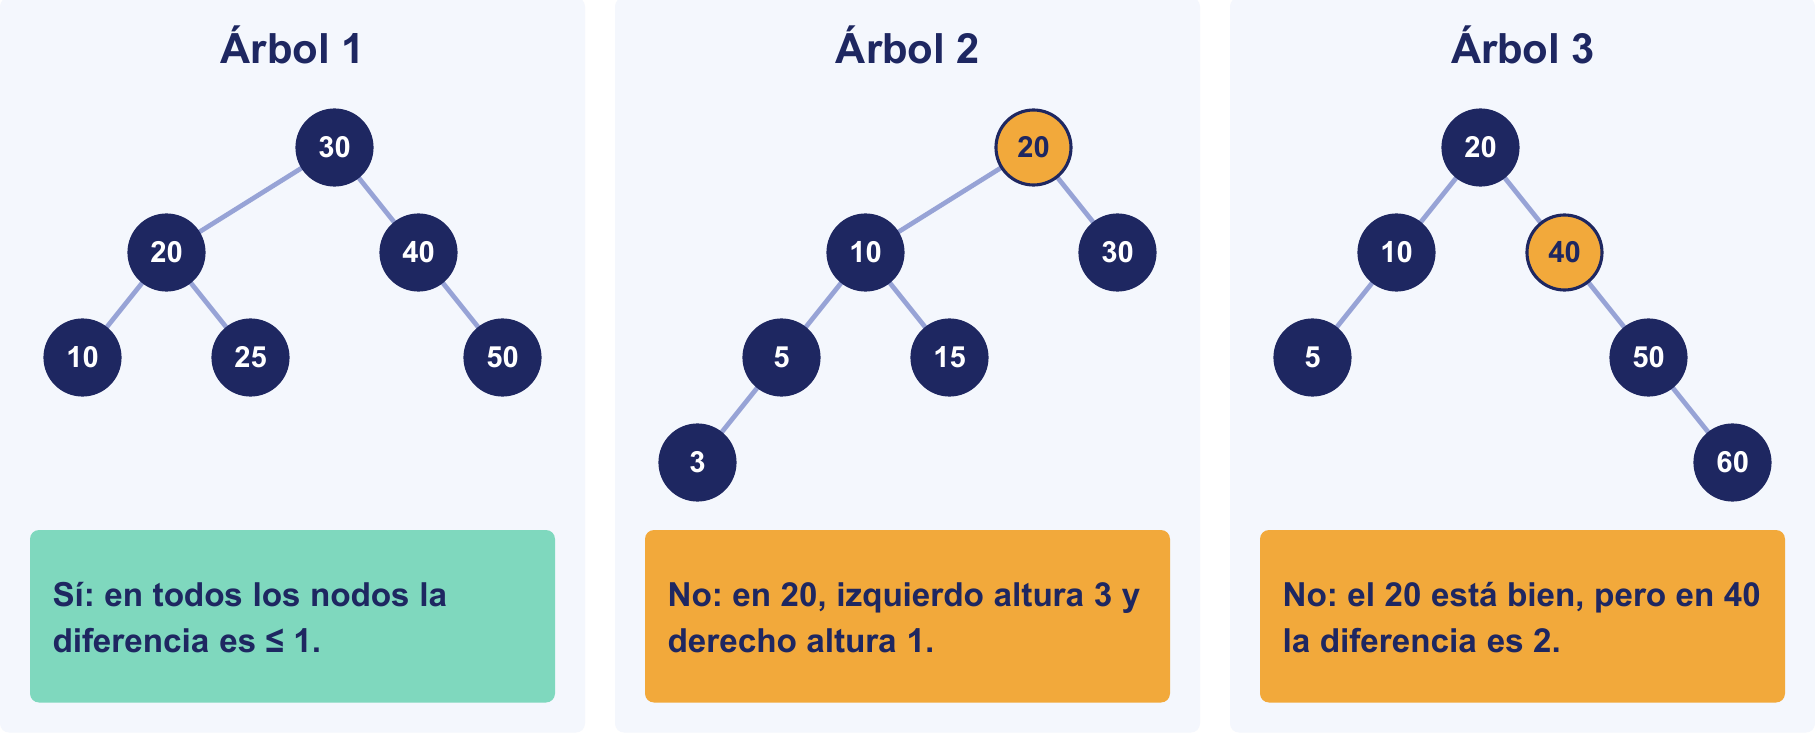 Árbol 1
30
20
40
10
25
50
Sí: en todos los nodos la
diferencia es ≤ 1.
Árbol 2
20
10
30
5
15
3
No: en 20, izquierdo altura 3 y
derecho altura 1.
Árbol 3
20
10
40
5
50
60
No: el 20 está bien, pero en 40
la diferencia es 2.